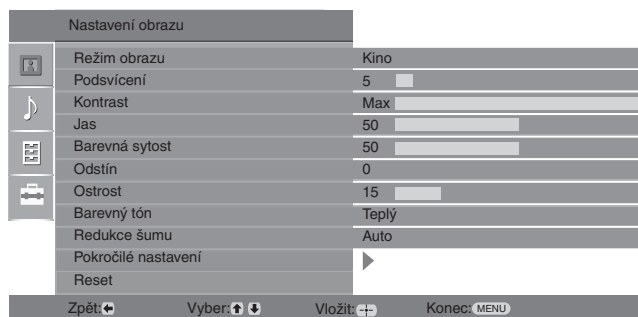 Nastavení obrazu
Režim obrazu Kino
Podsvícení 5
Kontrast Max
Jas 50
Barevná sytost 50
Odstín 0
Ostrost 15
Barevný tón Teplý
Redukce šumu Auto
Pokročilé nastavení
Reset
Zpět: Vyber: Vložit: Konec: MENU